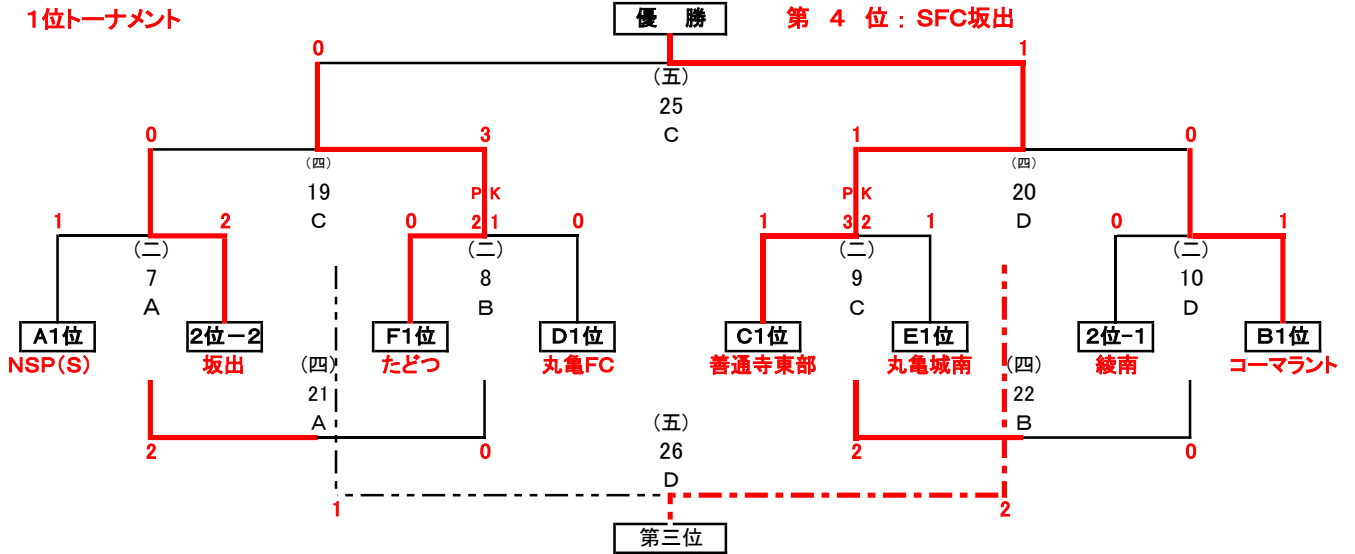 1位トーナメント
優　勝
第　４　位：ＳＦＣ坂出
0
1
（五）
25
C
0
3
1
0
（四）
19
C
（四）
20
D
PK
PK
1
2
0
2
1
0
1
3
2
1
0
1
（二）
7
A
（二）
8
B
（二）
9
C
（二）
10
D
A1位
2位－2
F1位
D1位
C1位
E1位
2位-1
B1位
NSP(S)
坂出
たどつ
丸亀FC
善通寺東部
丸亀城南
綾南
コーマラント
（四）
21
A
（四）
22
B
2
0
2
0
（五）
26
D
1
2
第三位